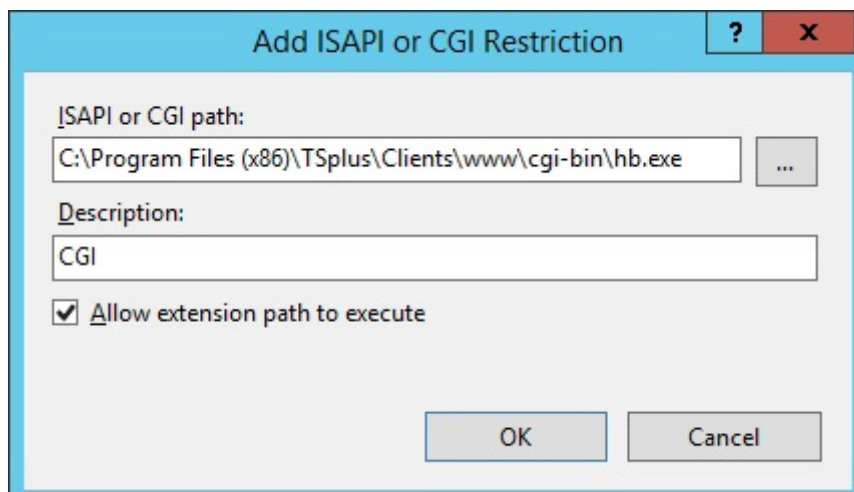 Add ISAPI or CGI Restriction
? x
ISAPI or CGI path:
C:\Program Files (x86)\TSplus\Clients\www\cgi-bin\hb.exe
...
Description:
CGI
Allow extension path to execute
OK Cancel